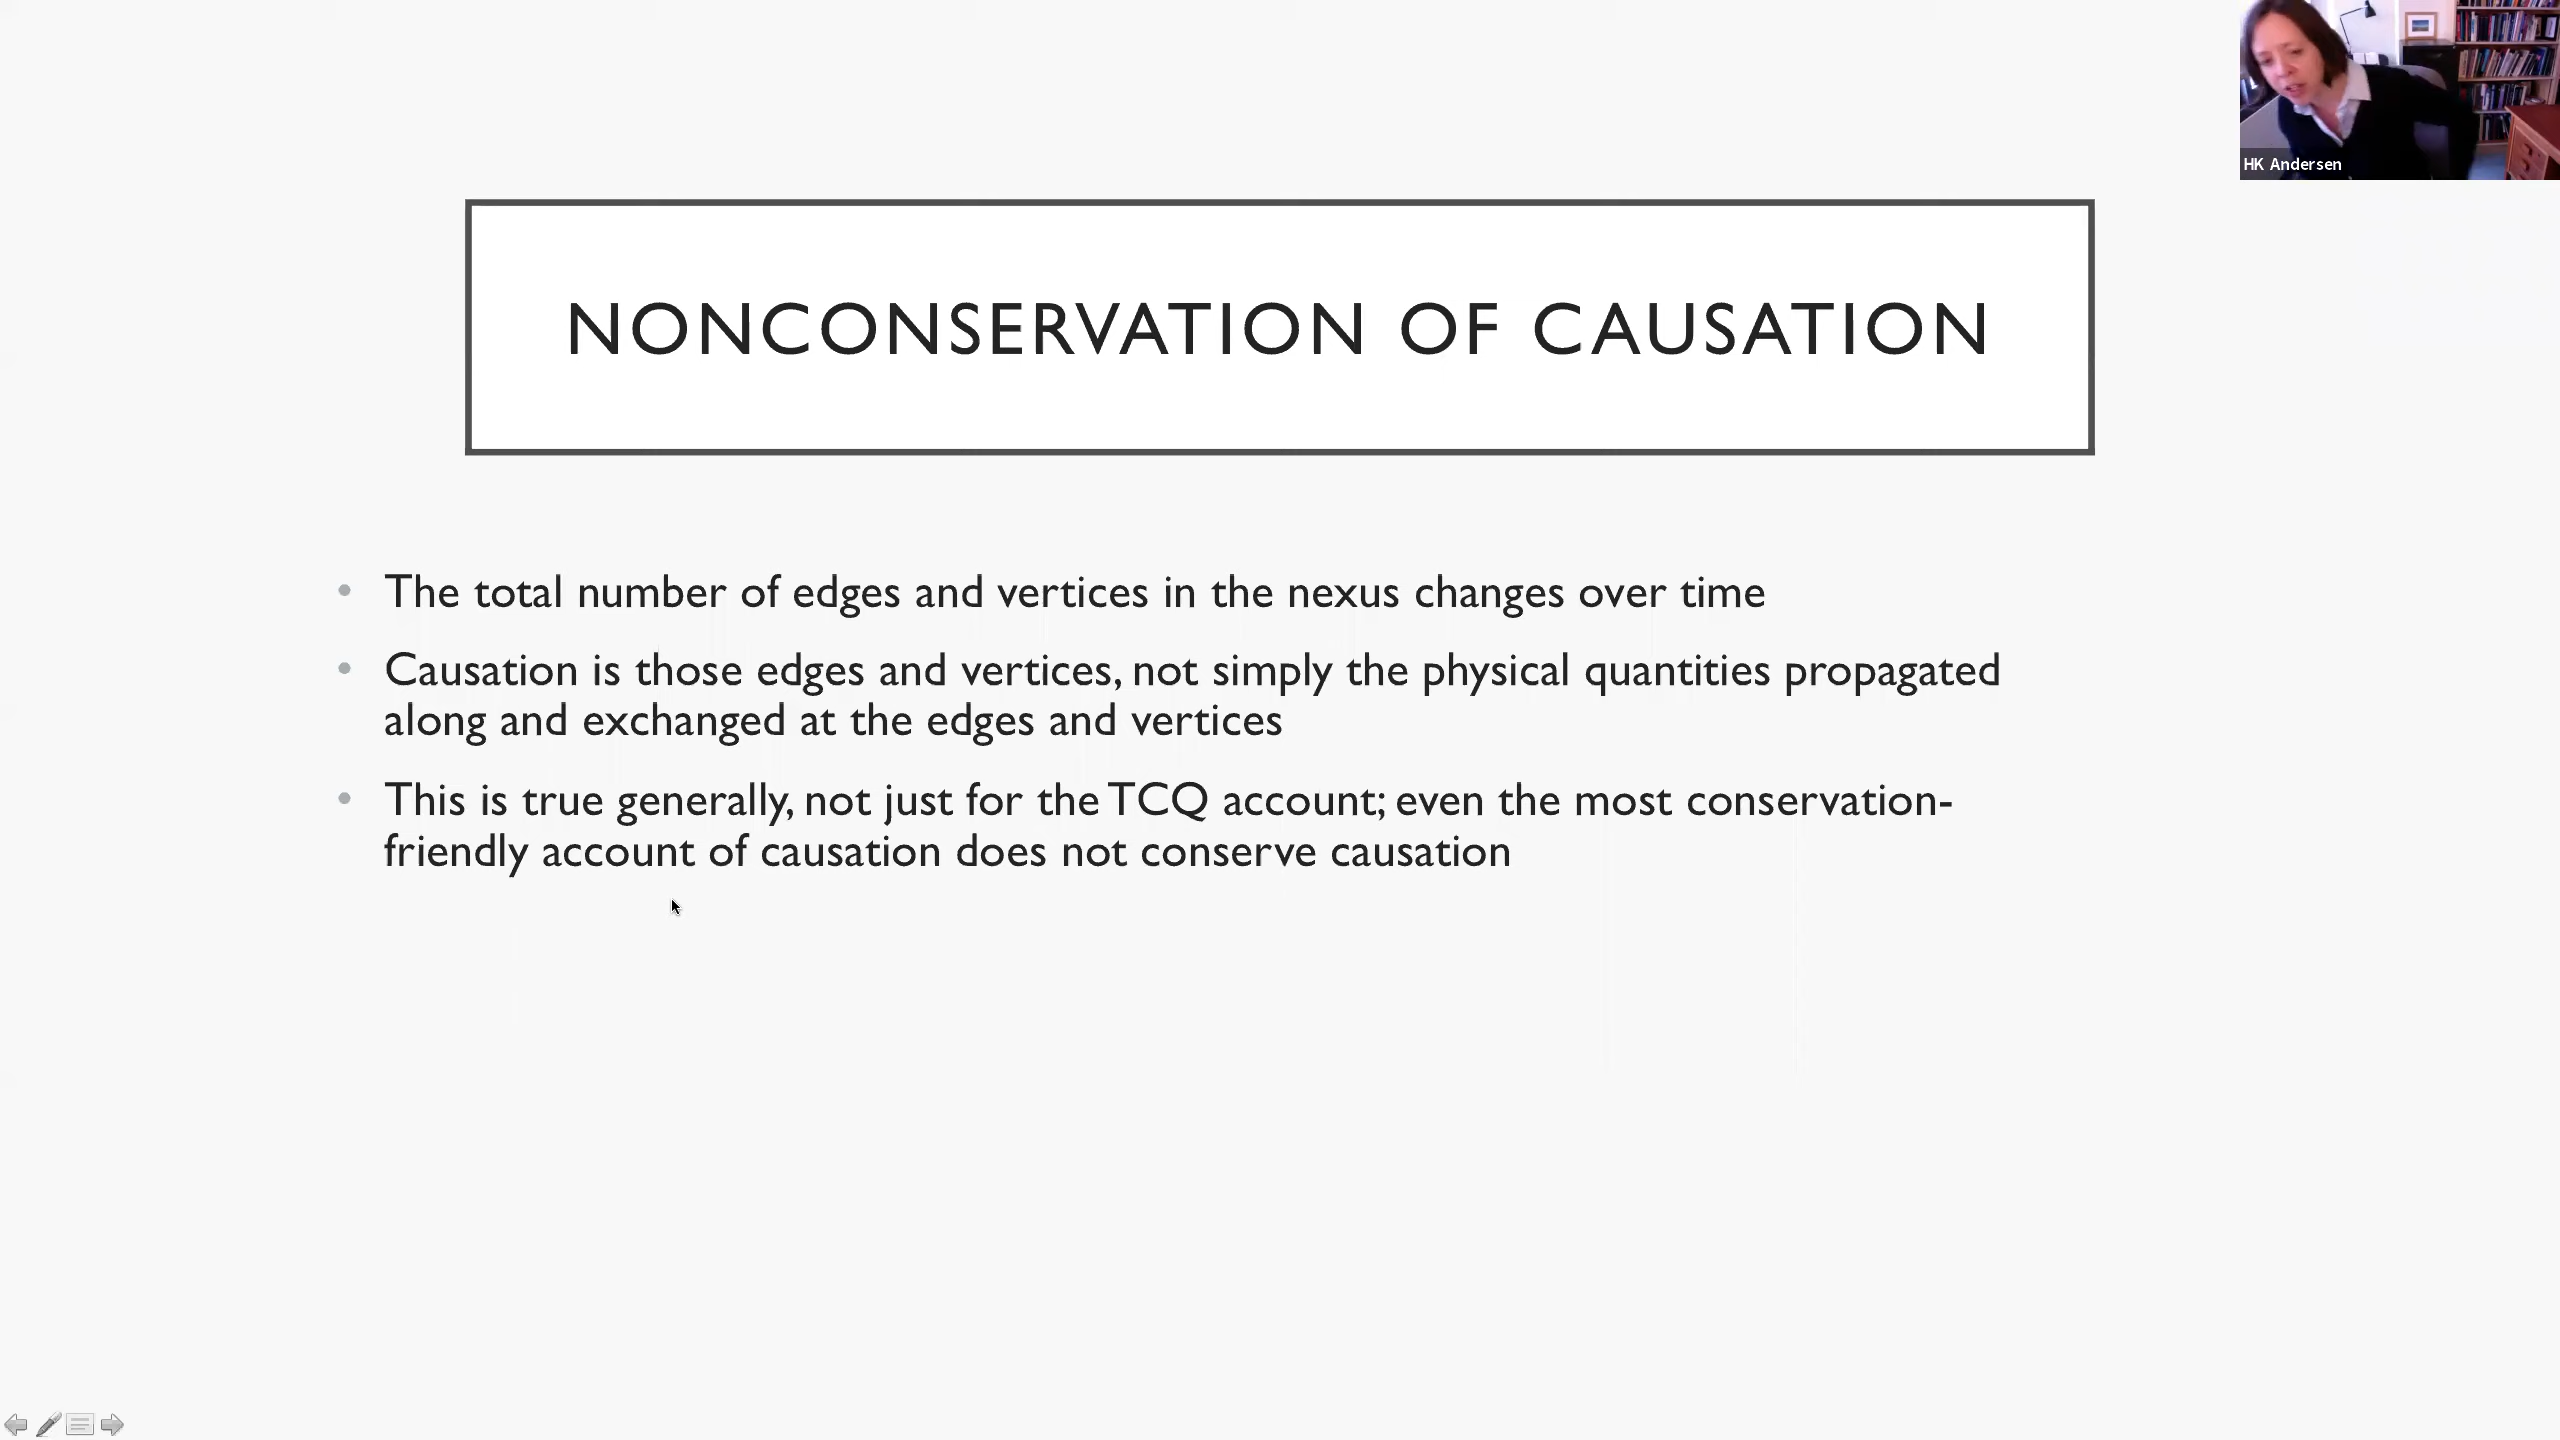 HK Andersen
NONCONSERVATION OF CAUSATION
• The total number of edges and vertices in the nexus changes over time
• Causation is those edges and vertices, not simply the physical quantities propagated
along and exchanged at the edges and vertices
• This is true generally, not just for the TCQ account; even the most conservation-
friendly account of causation does not conserve causation